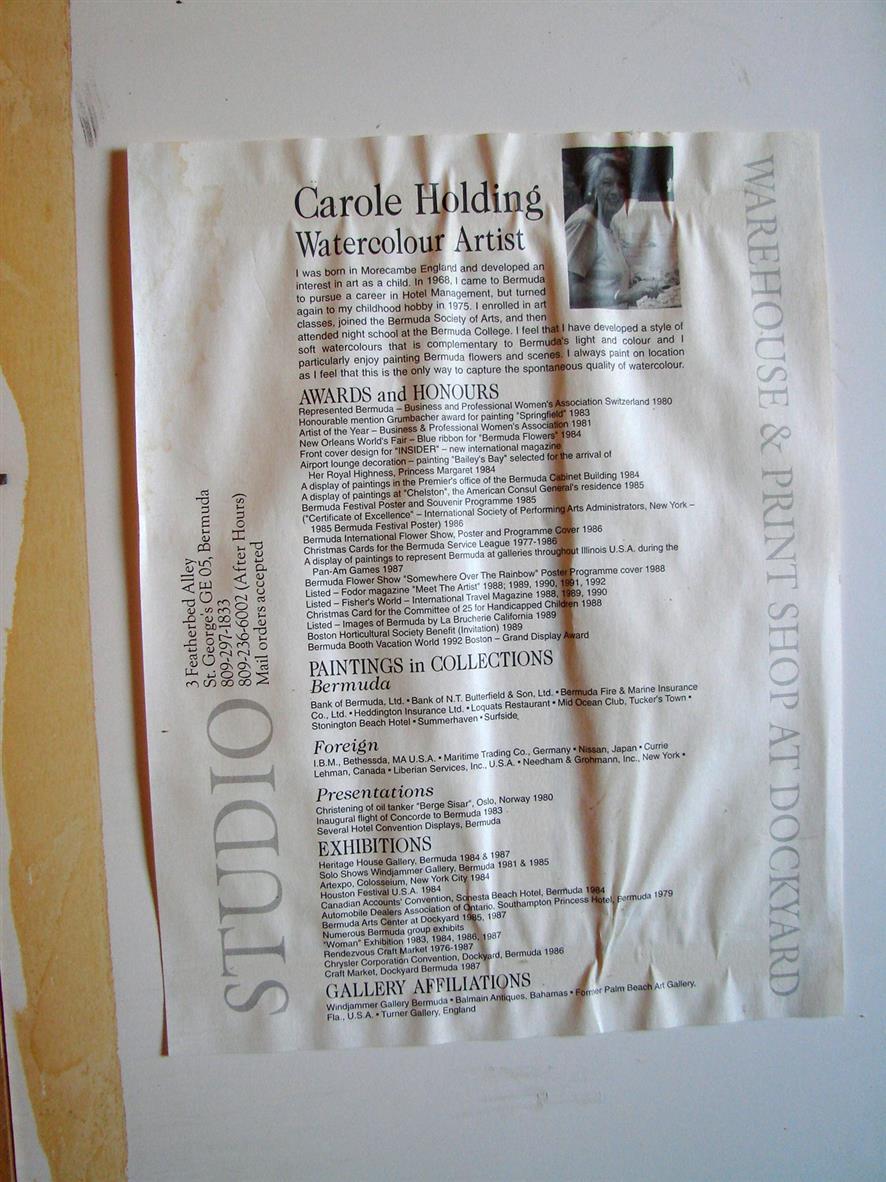 Carole Holding
Watercolour Artist
I was born in Morecambe England and developed an
interest in art as a child. In 1968, I came to Bermuda
to pursue a career in Hotel Management, but turned
again to my childhood hobby in 1975. I enrolled in art
classes, joined the Bermuda Society of Arts, and then
attended night school at the Bermuda College. I feel that I have developed a style of
soft watercolours that is complementary to Bermuda's light and colour and I
particularly enjoy painting Bermuda flowers and scenes. I always paint on location
as I feel that this is the only way to capture the spontaneous quality of watercolour.
AWARDS and HONOURS
Represented Bermuda – Business and Professional Women's Association Switzerland 1980
Honourable mention Grumbacher award for painting "Springfield" 1983
Artist of the Year – Business & Professional Women's Association 1981
New Orleans World's Fair – Blue ribbon for "Bermuda Flowers" 1984
Front cover design for "INSIDER" – new international magazine
Airport lounge decoration – painting "Bailey's Bay" selected for the arrival of
Her Royal Highness, Princess Margaret 1984
A display of paintings in the Premier's office of the Bermuda Cabinet Building 1984
A display of paintings at "Chelston", the American Consul General's residence 1985
Bermuda Festival Poster and Souvenir Programme 1985
("Certificate of Excellence" – International Society of Performing Arts Administrators, New York –
1985 Bermuda Festival Poster) 1986
Bermuda International Flower Show, Poster and Programme Cover 1986
Christmas Cards for the Bermuda Service League 1977-1986
A display of paintings to represent Bermuda at galleries throughout Illinois U.S.A. during the
Pan-Am Games 1987
Bermuda Flower Show "Somewhere Over The Rainbow" Poster Programme cover 1988
Listed – Fodor magazine "Meet The Artist" 1988; 1989, 1990, 1991, 1992
Listed – Fisher's World – International Travel Magazine 1988, 1989, 1990
Christmas Card for the Committee of 25 for Handicapped Children 1988
Listed – Images of Bermuda by La Brucherie California 1989
Boston Horticultural Society Benefit (Invitation) 1989
Bermuda Booth Vacation World 1992 Boston – Grand Display Award
PAINTINGS in COLLECTIONS
Bermuda
Bank of Bermuda, Ltd. • Bank of N.T. Butterfield & Son, Ltd. • Bermuda Fire & Marine Insurance
Co., Ltd. • Heddington Insurance Ltd. • Loquats Restaurant • Mid Ocean Club, Tucker's Town •
Stonington Beach Hotel • Summerhaven • Surfside.
Foreign
I.B.M., Bethessda, MA U.S.A. • Maritime Trading Co., Germany • Nissan, Japan • Currie
Lehman, Canada • Liberian Services, Inc., U.S.A. • Needham & Grohmann, Inc., New York •
Presentations
Christening of oil tanker "Berge Sisar", Oslo, Norway 1980
Inaugural flight of Concorde to Bermuda 1983
Several Hotel Convention Displays, Bermuda
EXHIBITIONS
Heritage House Gallery, Bermuda 1984 & 1987
Solo Shows Windjammer Gallery, Bermuda 1981 & 1985
Artexpo, Colosseium, New York City 1984
Houston Festival U.S.A. 1984
Canadian Accounts' Convention, Sonesta Beach Hotel, Bermuda 1984
Automobile Dealers Association of Ontario, Southampton Princess Hotel, Bermuda 1979
Bermuda Arts Center at Dockyard 1985, 1987
Numerous Bermuda group exhibits
"Woman" Exhibition 1983, 1984, 1986, 1987
Rendezvous Craft Market 1976-1987
Chrysler Corporation Convention, Dockyard, Bermuda 1986
Craft Market, Dockyard Bermuda 1987
GALLERY AFFILIATIONS
Windjammer Gallery Bermuda • Balmain Antiques, Bahamas • Former Palm Beach Art Gallery,
Fla., U.S.A. • Turner Gallery, England
STUDIO
3 Featherbed Alley
St. George's GE 05, Bermuda
809-297-1833
809-236-6002 (After Hours)
Mail orders accepted
WAREHOUSE & PRINT SHOP AT DOCKYARD